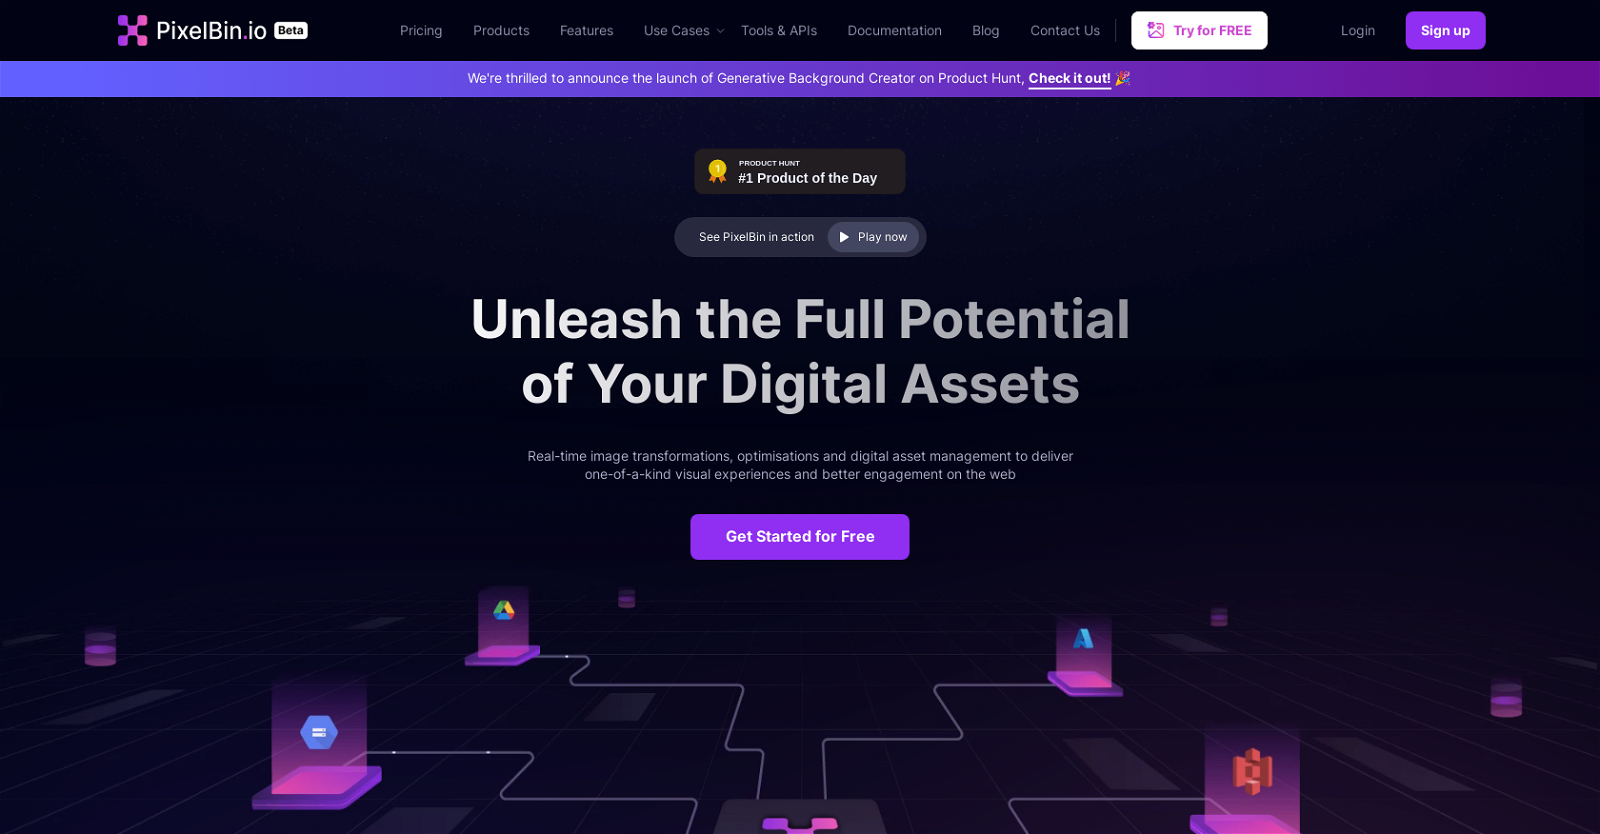 PixelBin.io Beta
Pricing Products Features Use Cases Tools & APIs Documentation Blog Contact Us Try for FREE Login Sign up
We're thrilled to announce the launch of Generative Background Creator on Product Hunt, Check it out! 🎉
1
PRODUCT HUNT
#1 Product of the Day
See PixelBin in action Play now
Unleash the Full Potential
of Your Digital Assets
Real-time image transformations, optimisations and digital asset management to deliver
one-of-a-kind visual experiences and better engagement on the web
Get Started for Free